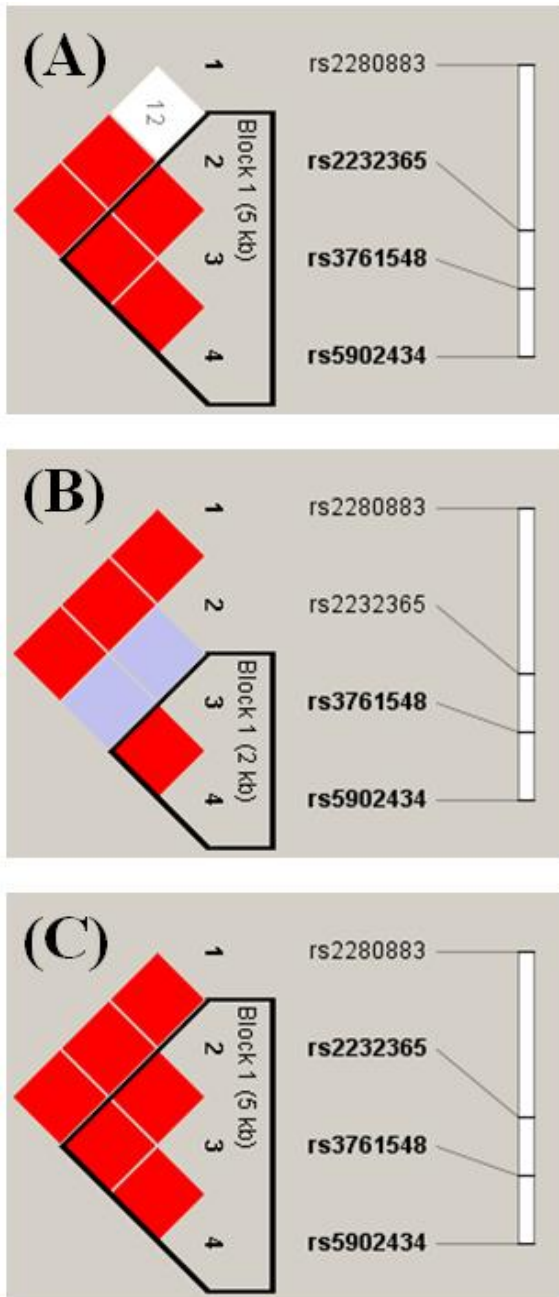 (A)
1 rs2280883
12
Block 1 (5 kb)
2 rs2232365
3 rs3761548
4 rs5902434
(B)
1 rs2280883
2 rs2232365
Block 1 (2 kb)
3 rs3761548
4 rs5902434
(C)
1 rs2280883
Block 1 (5 kb)
2 rs2232365
3 rs3761548
4 rs5902434